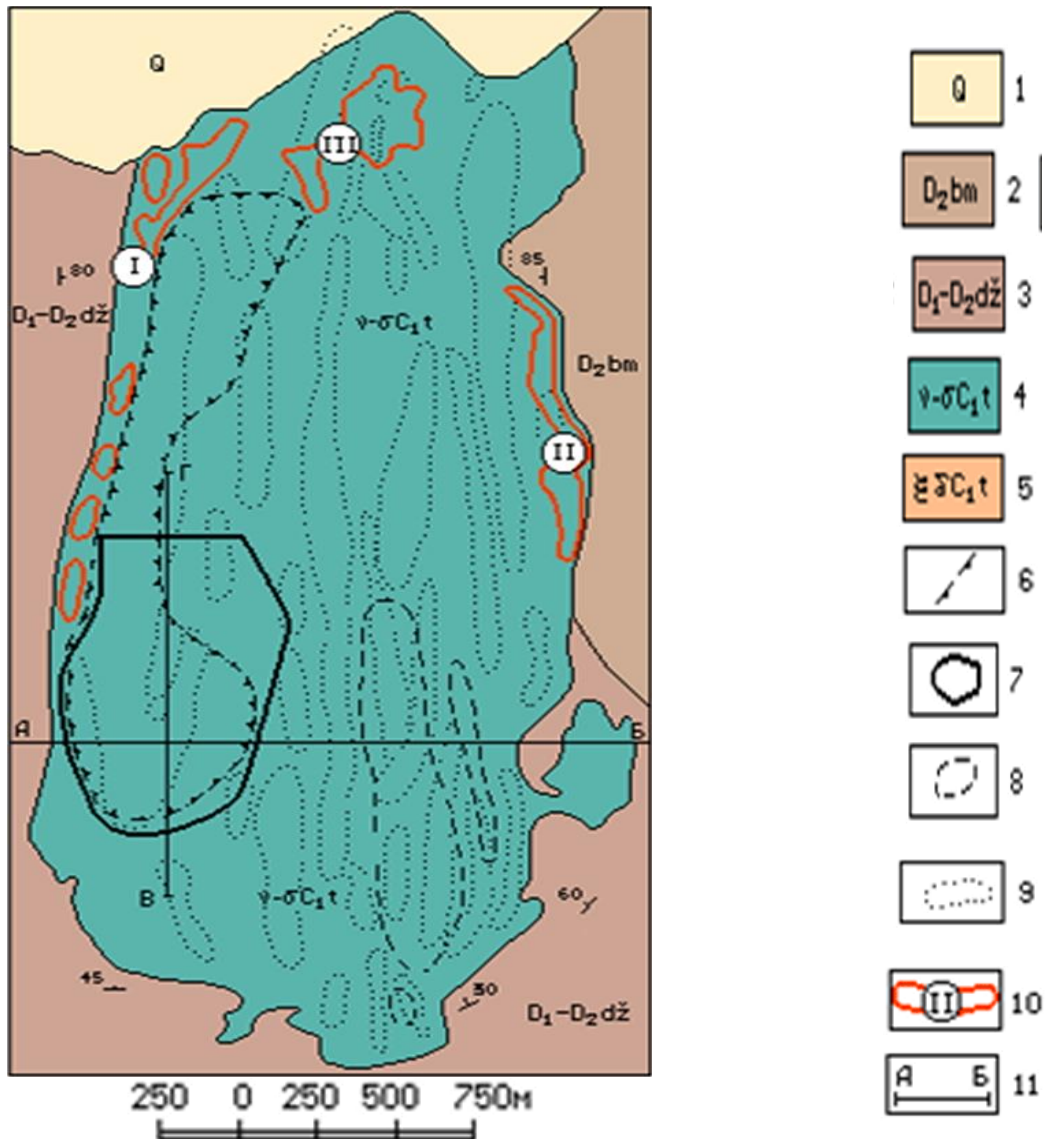 Q
III
I
80
D₁-D₂dž
ν-σC₁t
85
D₂bm
II
Г
А
Б
В
ν-σC₁t
60
45
30
D₁-D₂dž
250 0 250 500 750м
Q 1
D₂bm 2
D₁-D₂dž 3
ν-σC₁t 4
5
6
7
8
9
II 10
А Б 11